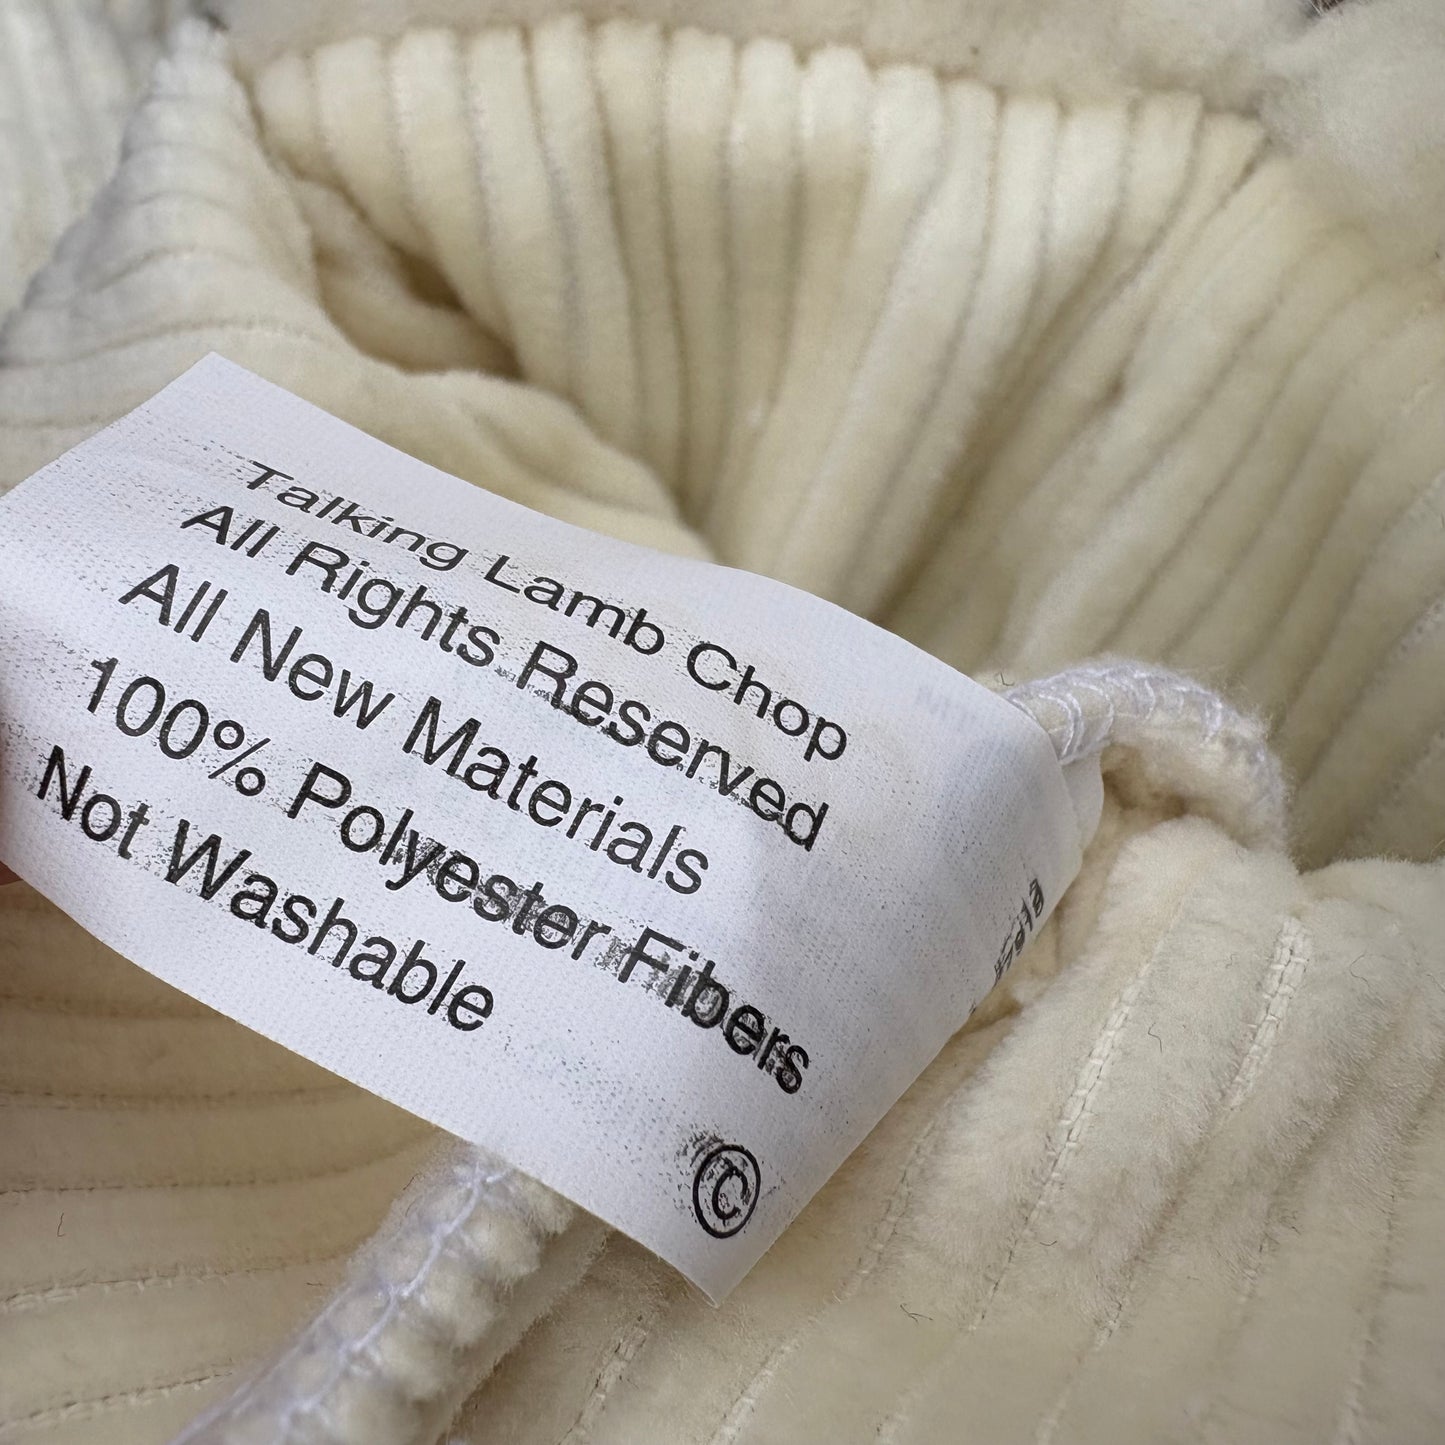 Talking Lamb Chop
All Rights Reserved
All New Materials
100% Polyester Fibers
Not Washable
©